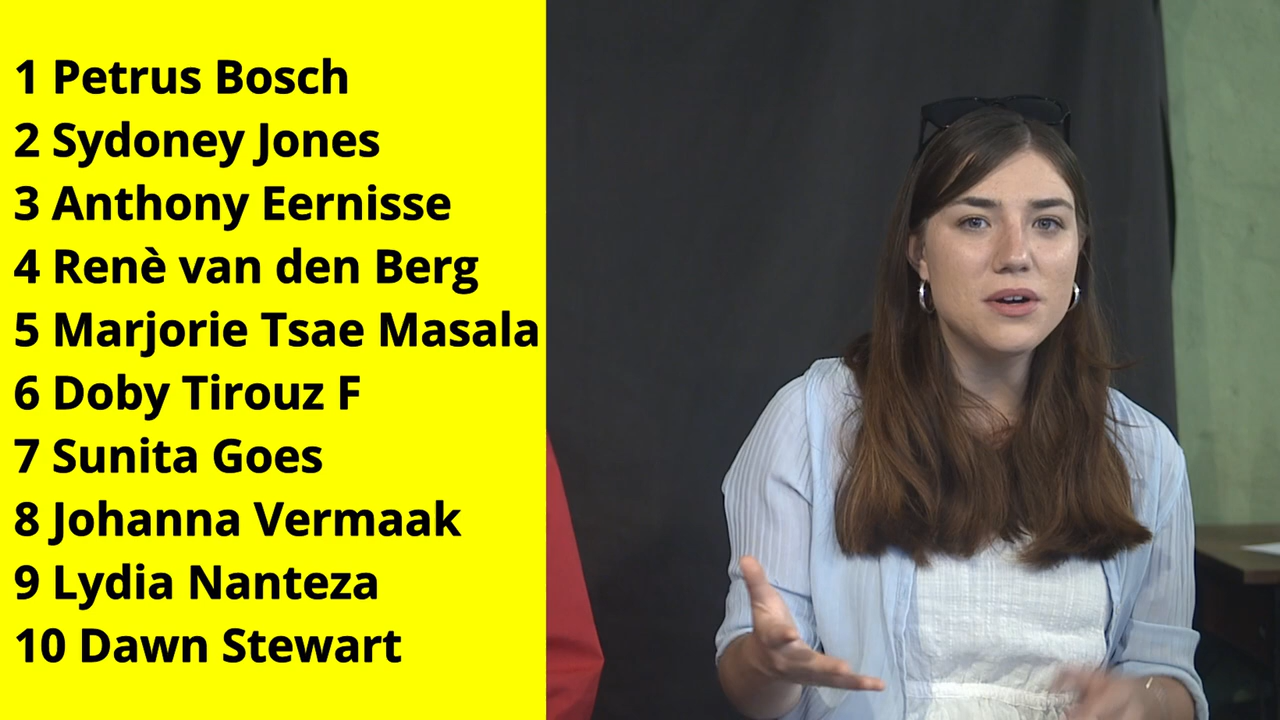 1 Petrus Bosch
2 Sydoney Jones
3 Anthony Eernisse
4 Renè van den Berg
5 Marjorie Tsae Masala
6 Doby Tirouz F
7 Sunita Goes
8 Johanna Vermaak
9 Lydia Nanteza
10 Dawn Stewart